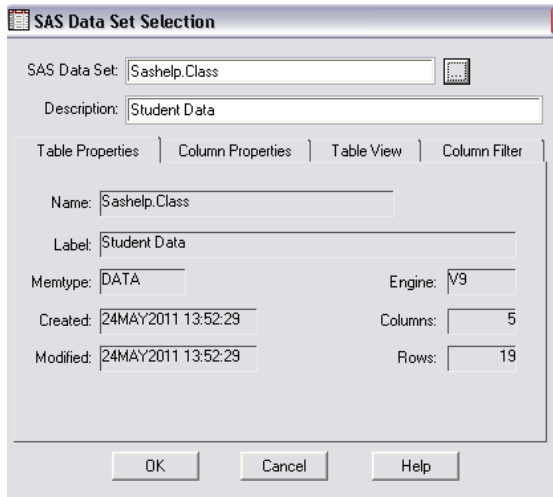 SAS Data Set Selection
SAS Data Set: Sashelp.Class ...
Description: Student Data
Table Properties Column Properties Table View Column Filter
Name: Sashelp.Class
Label: Student Data
Memtype: DATA Engine: V9
Created: 24MAY2011 13:52:29 Columns: 5
Modified: 24MAY2011 13:52:29 Rows: 19
OK Cancel Help